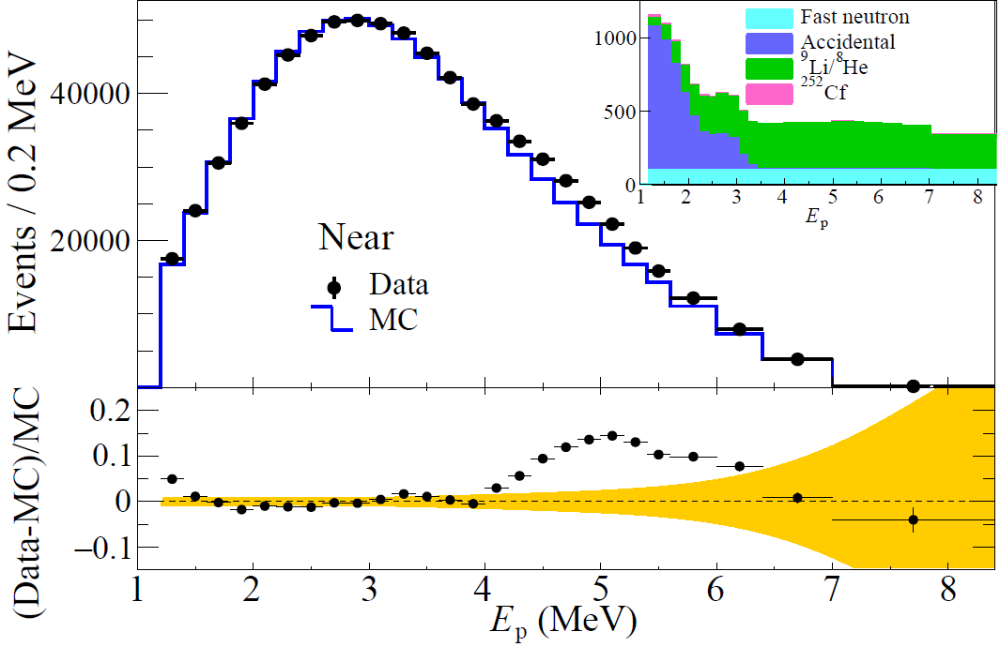 Events / 0.2 MeV
40000
20000
Near
Data
MC
1000
500
0
Fast neutron
Accidental
⁹Li/⁸He
²⁵²Cf
1 2 3 4 5 6 7 8
Eₚ
(Data-MC)/MC
0.2
0.1
0
−0.1
1 2 3 4 5 6 7 8
Eₚ (MeV)